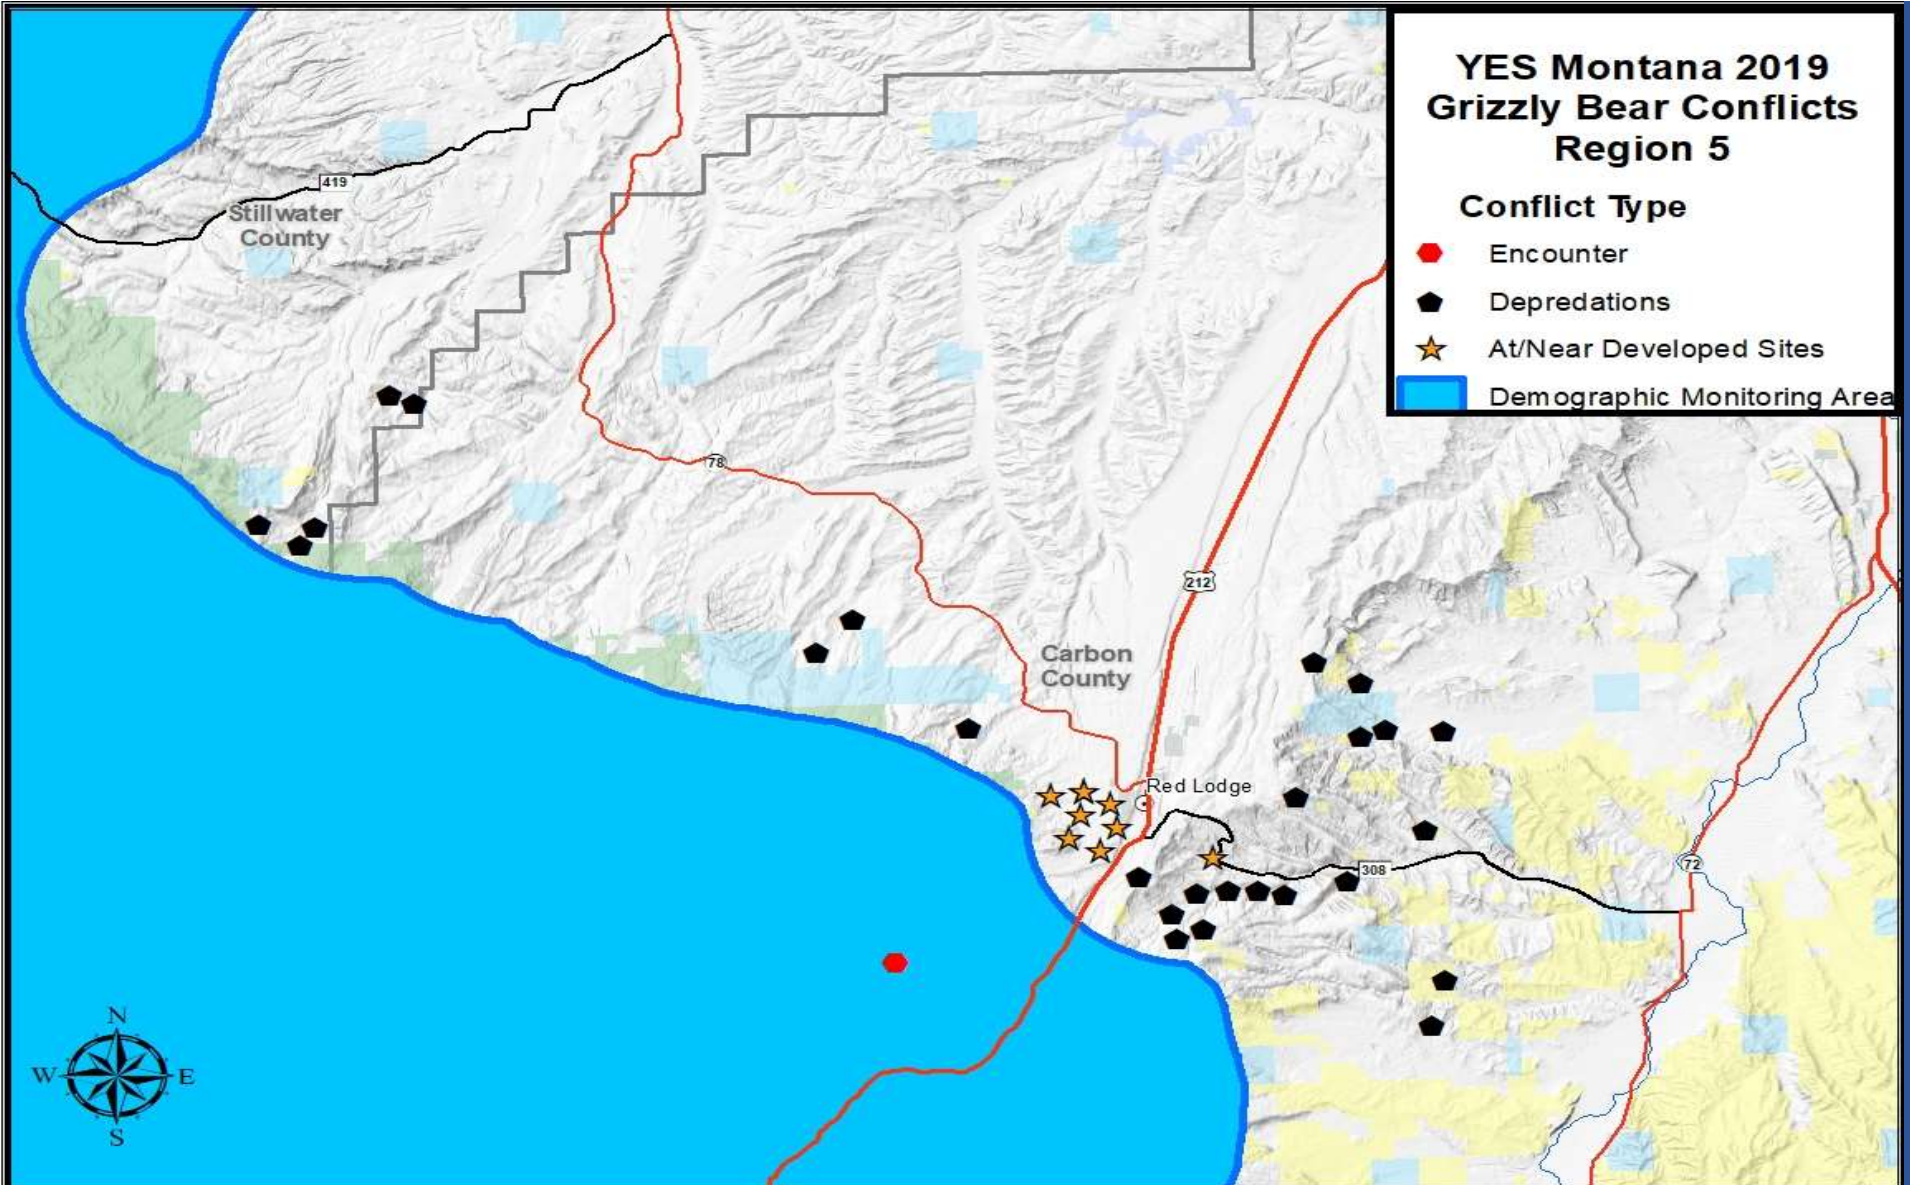 YES Montana 2019
Grizzly Bear Conflicts
Region 5
Conflict Type
Encounter
Depredations
At/Near Developed Sites
Demographic Monitoring Area
419
Stillwater
County
78
212
Carbon
County
Red Lodge
308
72
N
W E
S